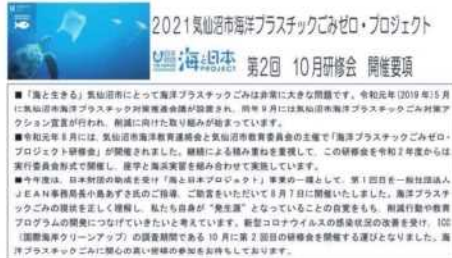 2021気仙沼市海洋プラスチックごみゼロ・プロジェクト
海と日本 PROJECT 第2回 10月研修会 開催要項
■「海と生きる」気仙沼市にとって海洋プラスチックごみは非常に大きな問題です。令和元年(2019年)5月
に気仙沼市海洋プラスチック対策推進会議が設置され、同年9月には気仙沼市海洋プラスチックごみ対策ア
クション宣言が行われ、削減に向けた取り組みが始まっています。
■令和元年8月には、気仙沼市海洋教育連絡会と気仙沼市教育委員会の主催で「海洋プラスチックごみゼロ・
プロジェクト研修会」が開催されました。継続による積み重ねを重視して、この研修会を令和2年度からは
実行委員会形式で開催し、座学と海浜実習を組み合わせて実施しています。
■今年度は、日本財団の助成を受け「海と日本プロジェクト」事業の一環として、第1回目を一般社団法人
JEAN事務局長小島あずさ氏のご指導、ご助言をいただいて8月7日に開催いたしました。海洋プラスチ
ックごみの現状を正しく理解し、私たち自身が“発生源”となっていることの自覚をもち、削減行動や教育
プログラムの開発につなげていきたいと考えています。新型コロナウイルスの感染状況の改善を受け、ICC
(国際海岸クリーンアップ)の調査期間である10月に第2回目の研修会を開催する運びとなりました。海
洋プラスチックごみに関心の高い皆様の参加をお待ちしております。